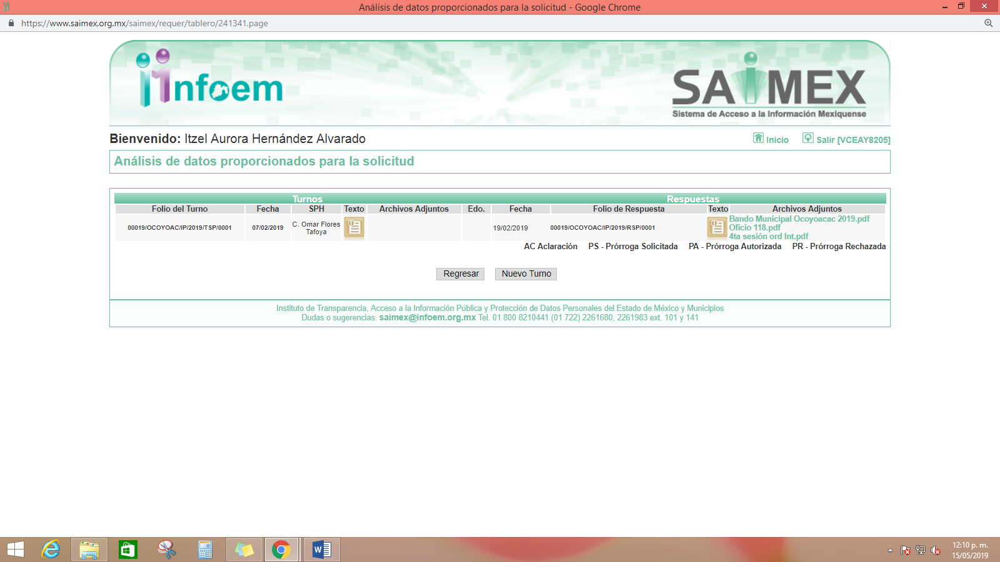 Análisis de datos proporcionados para la solicitud - Google Chrome
https://www.saimex.org.mx/saimex/requer/tablero/241341.page
infoem
SAIMEX
Sistema de Acceso a la Información Mexiquense
Bienvenido: Itzel Aurora Hernández Alvarado
Inicio Salir [VCEAY8205]
Análisis de datos proporcionados para la solicitud
Turnos Respuestas
Folio del Turno Fecha SPH Texto Archivos Adjuntos Edo. Fecha Folio de Respuesta Texto Archivos Adjuntos
00019/OCOYOAC/IP/2019/TSP/0001 07/02/2019 C. Omar Flores Tafoya 19/02/2019 00019/OCOYOAC/IP/2019/RSP/0001 Bando Municipal Ocoyoacac 2019.pdf
Oficio 118.pdf
4ta sesión ord Int.pdf
AC Aclaración PS - Prórroga Solicitada PA - Prórroga Autorizada PR - Prórroga Rechazada
Regresar Nuevo Turno
Instituto de Transparencia, Acceso a la Información Pública y Protección de Datos Personales del Estado de México y Municipios
Dudas o sugerencias: saimex@infoem.org.mx Tel. 01 800 8210441 (01 722) 2261680, 2261983 ext. 101 y 141
12:10 p. m.
15/05/2019